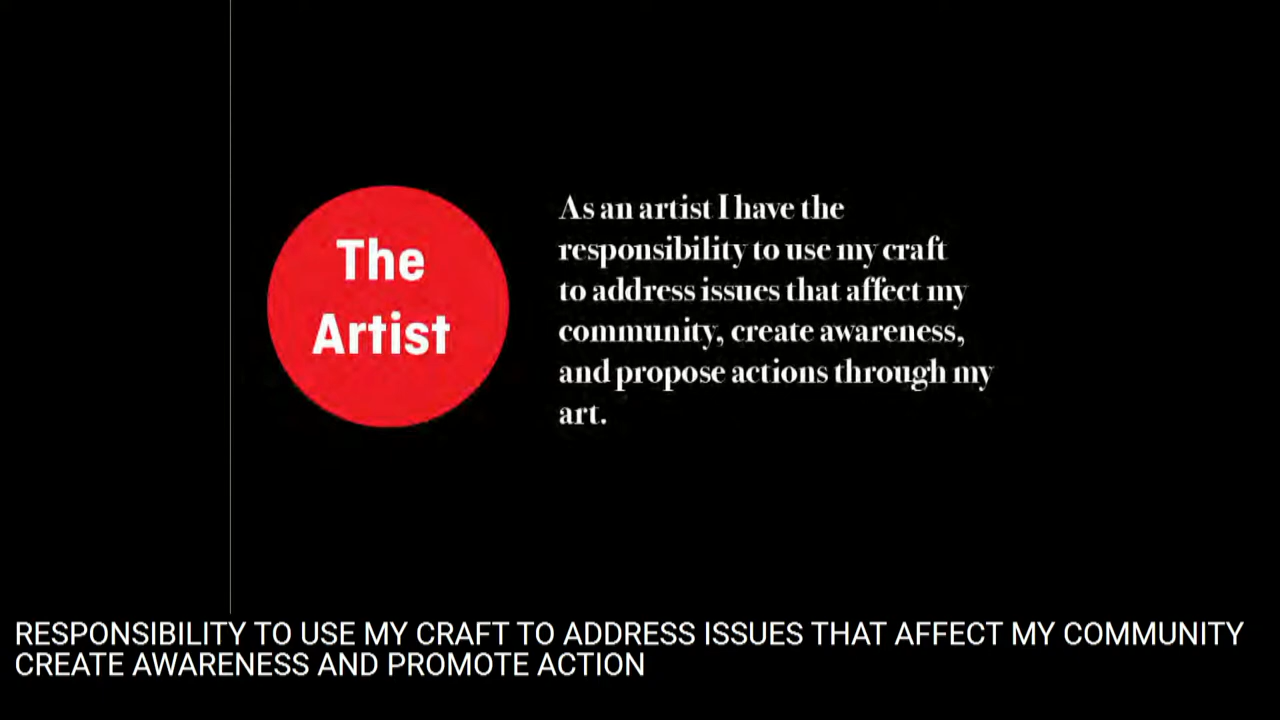 The
Artist
As an artist I have the
responsibility to use my craft
to address issues that affect my
community, create awareness,
and propose actions through my
art.
RESPONSIBILITY TO USE MY CRAFT TO ADDRESS ISSUES THAT AFFECT MY COMMUNITY
CREATE AWARENESS AND PROMOTE ACTION